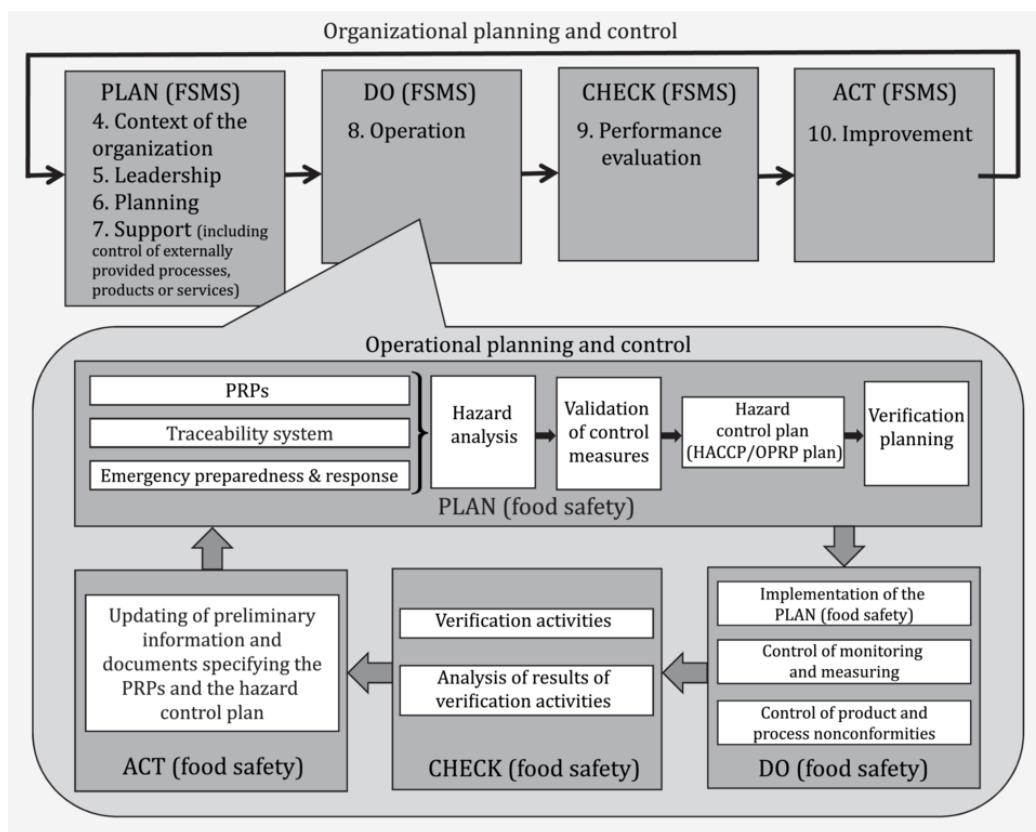 Organizational planning and control
PLAN (FSMS)
4. Context of the
organization
5. Leadership
6. Planning
7. Support (including
control of externally
provided processes,
products or services)
DO (FSMS)
8. Operation
CHECK (FSMS)
9. Performance
evaluation
ACT (FSMS)
10. Improvement
Operational planning and control
PRPs
Traceability system
Emergency preparedness & response
Hazard
analysis
Validation
of control
measures
Hazard
control plan
(HACCP/OPRP plan)
Verification
planning
PLAN (food safety)
Implementation of the
PLAN (food safety)
Control of monitoring
and measuring
Control of product and
process nonconformities
DO (food safety)
Verification activities
Analysis of results of
verification activities
CHECK (food safety)
Updating of preliminary
information and
documents specifying the
PRPs and the hazard
control plan
ACT (food safety)